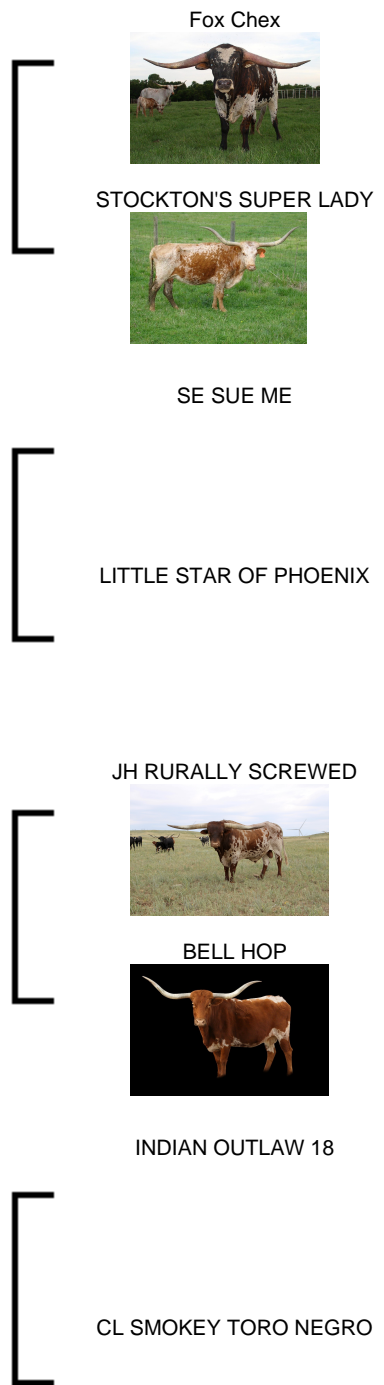 Fox Chex
STOCKTON'S SUPER LADY
SE SUE ME
LITTLE STAR OF PHOENIX
JH RURALLY SCREWED
BELL HOP
INDIAN OUTLAW 18
CL SMOKEY TORO NEGRO